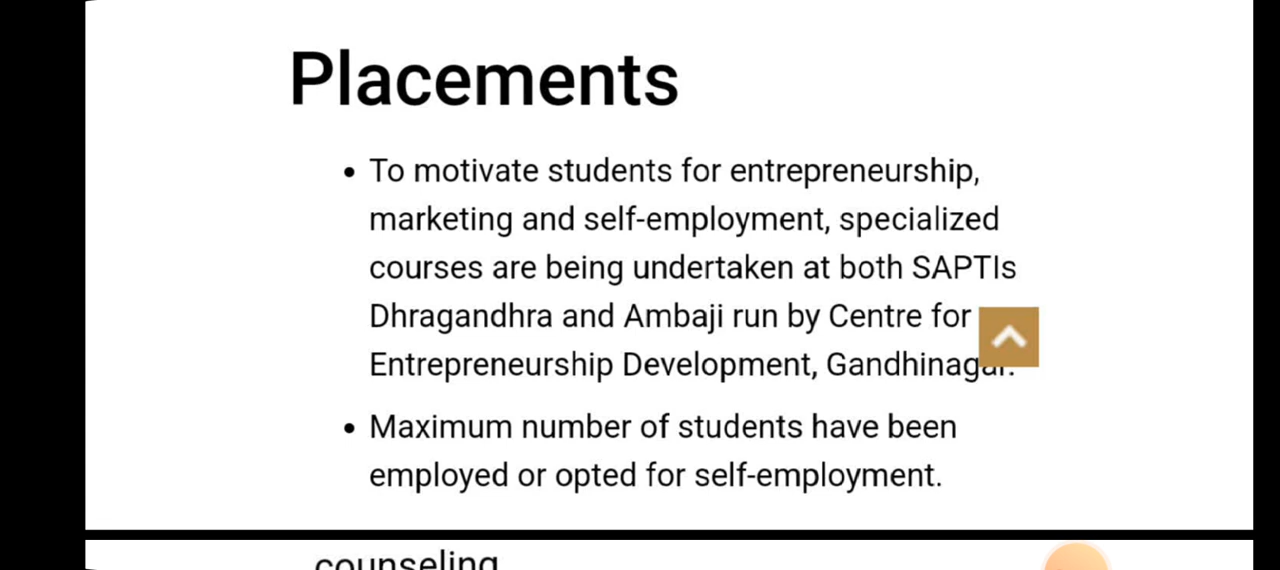 Placements
• To motivate students for entrepreneurship,
marketing and self-employment, specialized
courses are being undertaken at both SAPTIs
Dhragandhra and Ambaji run by Centre for
Entrepreneurship Development, Gandhinagar.
• Maximum number of students have been
employed or opted for self-employment.
counseling